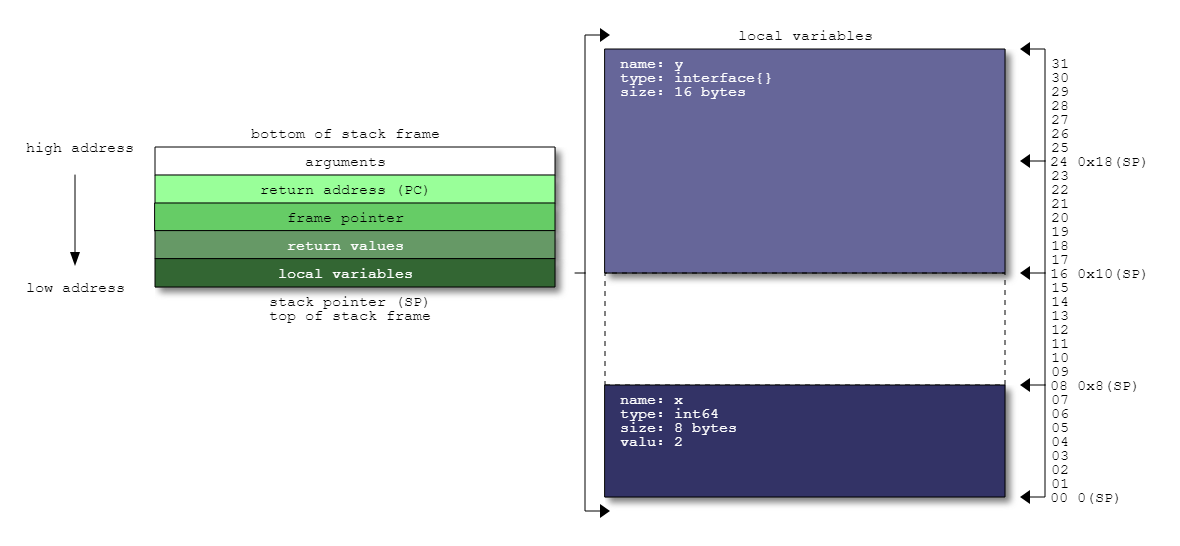 local variables
name: y
type: interface{}
size: 16 bytes
bottom of stack frame
high address
arguments
return address (PC)
frame pointer
return values
local variables
low address
stack pointer (SP)
top of stack frame
name: x
type: int64
size: 8 bytes
valu: 2
31
30
29
28
27
26
25
24 0x18(SP)
23
22
21
20
19
18
17
16 0x10(SP)
15
14
13
12
11
10
09
08 0x8(SP)
07
06
05
04
03
02
01
00 0(SP)